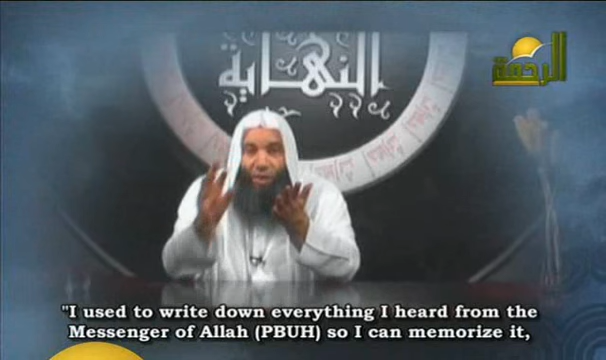 النهاية
الرحمة
"I used to write down everything I heard from the
Messenger of Allah (PBUH) so I can memorize it,